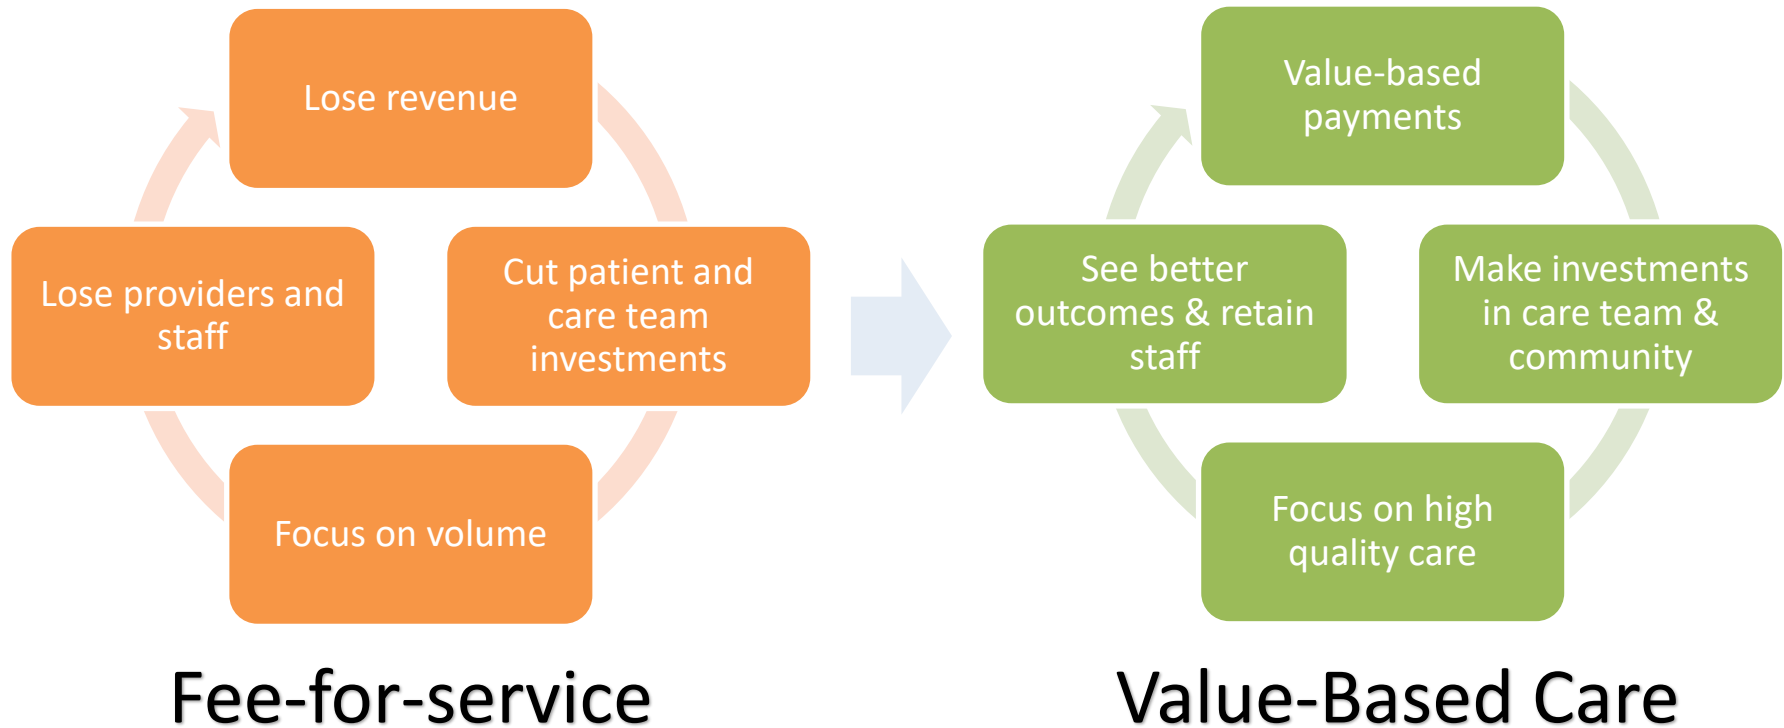 Lose revenue
Cut patient and
care team
investments
Focus on volume
Lose providers and
staff
Fee-for-service
Value-based
payments
Make investments
in care team &
community
Focus on high
quality care
See better
outcomes & retain
staff
Value-Based Care